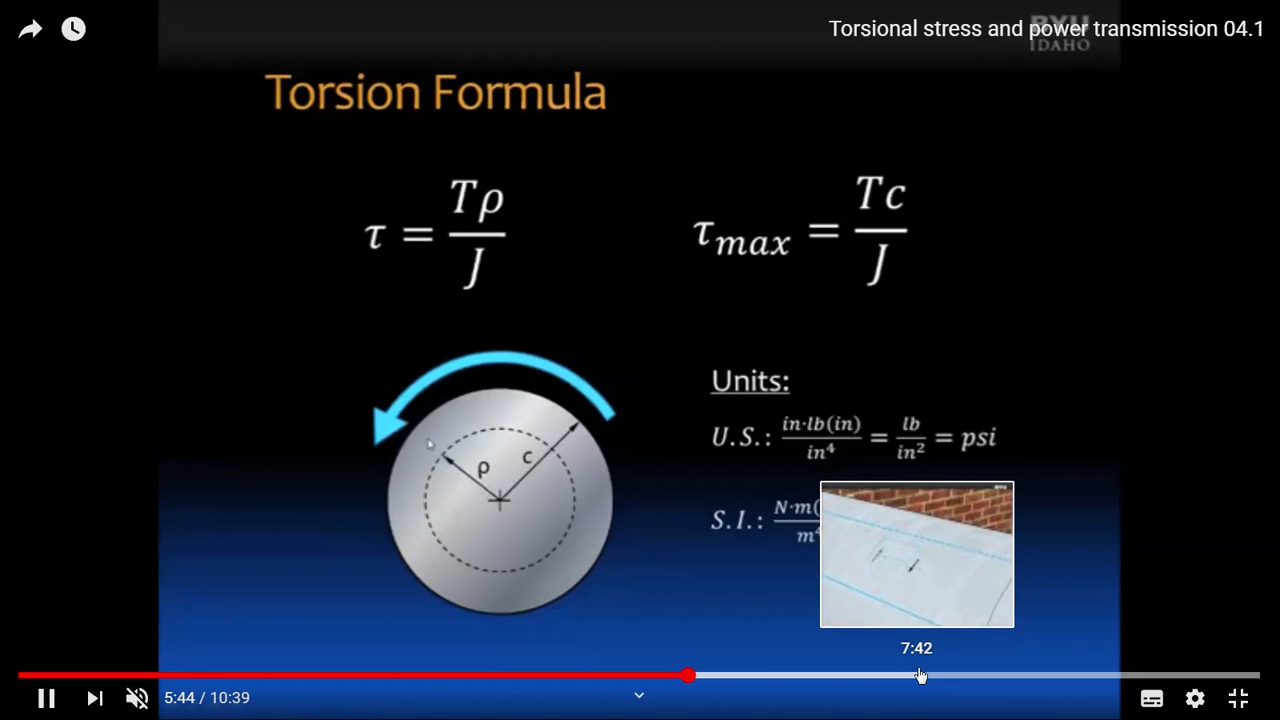 Torsional stress and power transmission 04.1
IDAHO
Torsion Formula
τ = Tρ/J
τmax = Tc/J
ρ
c
Units:
U.S.: in·lb(in)/in⁴ = lb/in² = psi
S.I.: N·m(
7:42
5:44 / 10:39